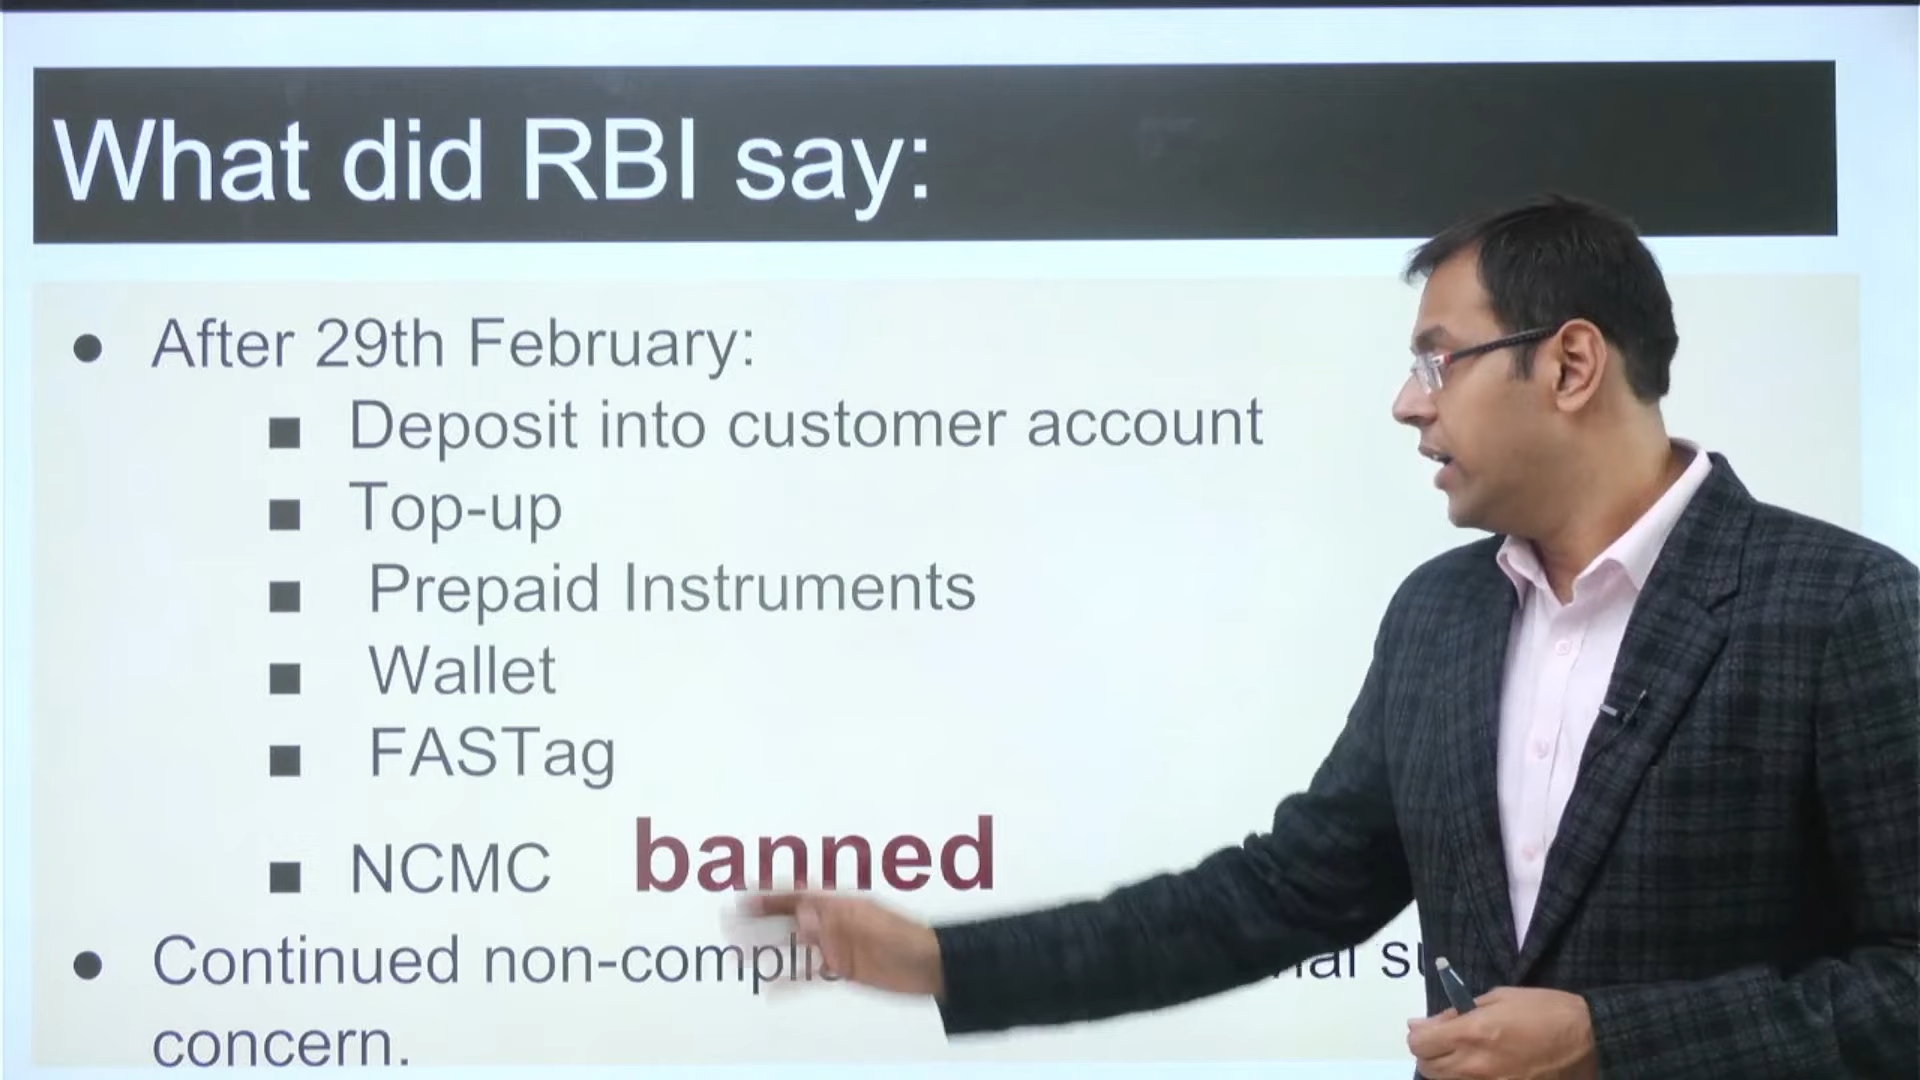 What did RBI say:
● After 29th February:
■ Deposit into customer account
■ Top-up
■ Prepaid Instruments
■ Wallet
■ FASTag
■ NCMC banned
● Continued non-compli
concern.